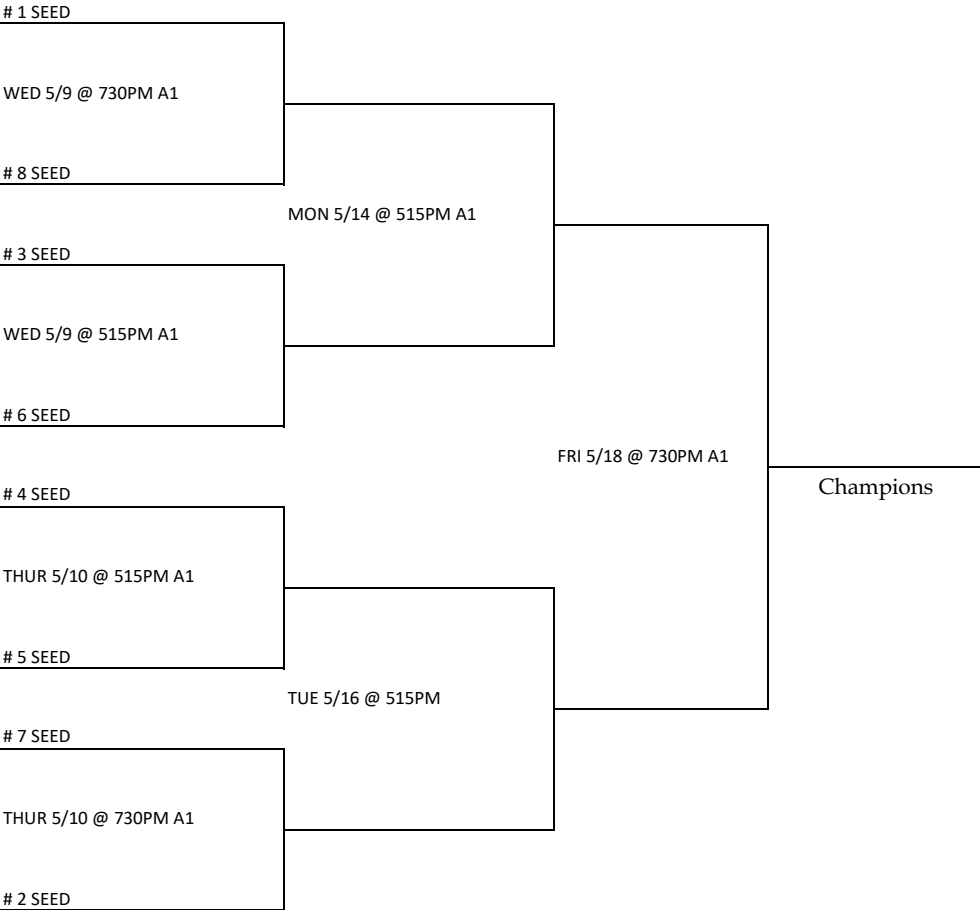 # 1 SEED
WED 5/9 @ 730PM A1
# 8 SEED
MON 5/14 @ 515PM A1
# 3 SEED
WED 5/9 @ 515PM A1
# 6 SEED
FRI 5/18 @ 730PM A1
Champions
# 4 SEED
THUR 5/10 @ 515PM A1
# 5 SEED
TUE 5/16 @ 515PM
# 7 SEED
THUR 5/10 @ 730PM A1
# 2 SEED